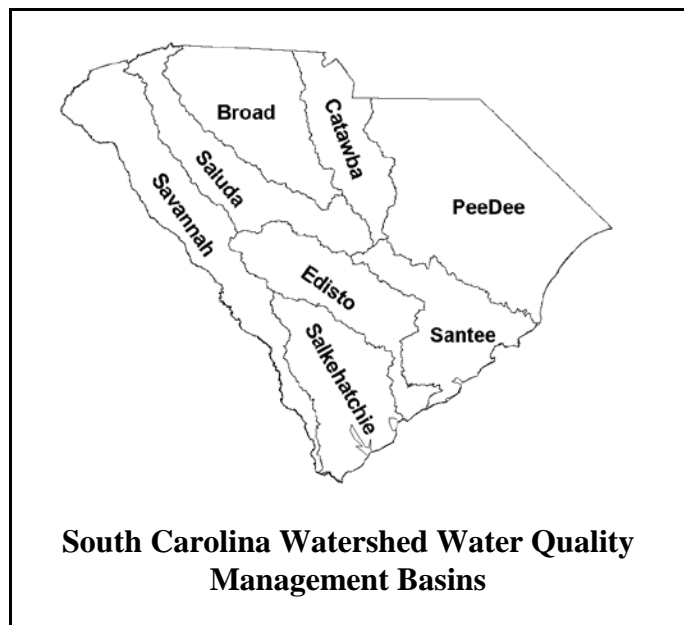 Broad
Catawba
Saluda
Savannah
PeeDee
Edisto
Santee
Salkehatchie
South Carolina Watershed Water Quality
Management Basins